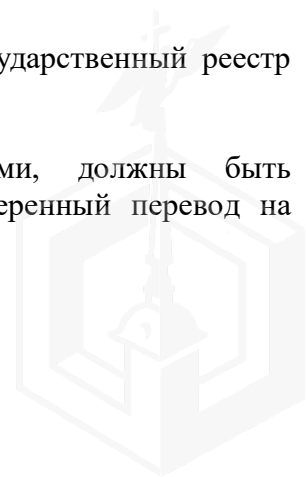 ударственный реестр
ми, должны быть
еренный перевод на